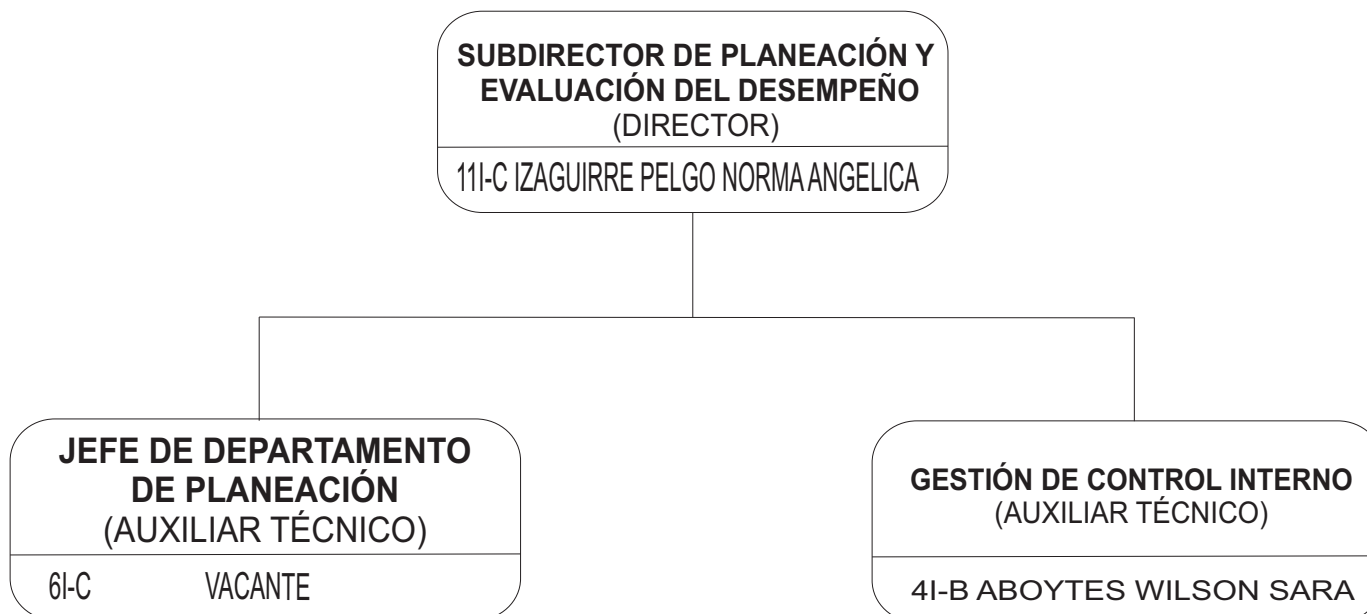 SUBDIRECTOR DE PLANEACIÓN Y
EVALUACIÓN DEL DESEMPEÑO
(DIRECTOR)
11I-C IZAGUIRRE PELGO NORMA ANGELICA
JEFE DE DEPARTAMENTO
DE PLANEACIÓN
(AUXILIAR TÉCNICO)
6I-C VACANTE
GESTIÓN DE CONTROL INTERNO
(AUXILIAR TÉCNICO)
4I-B ABOYTES WILSON SARA